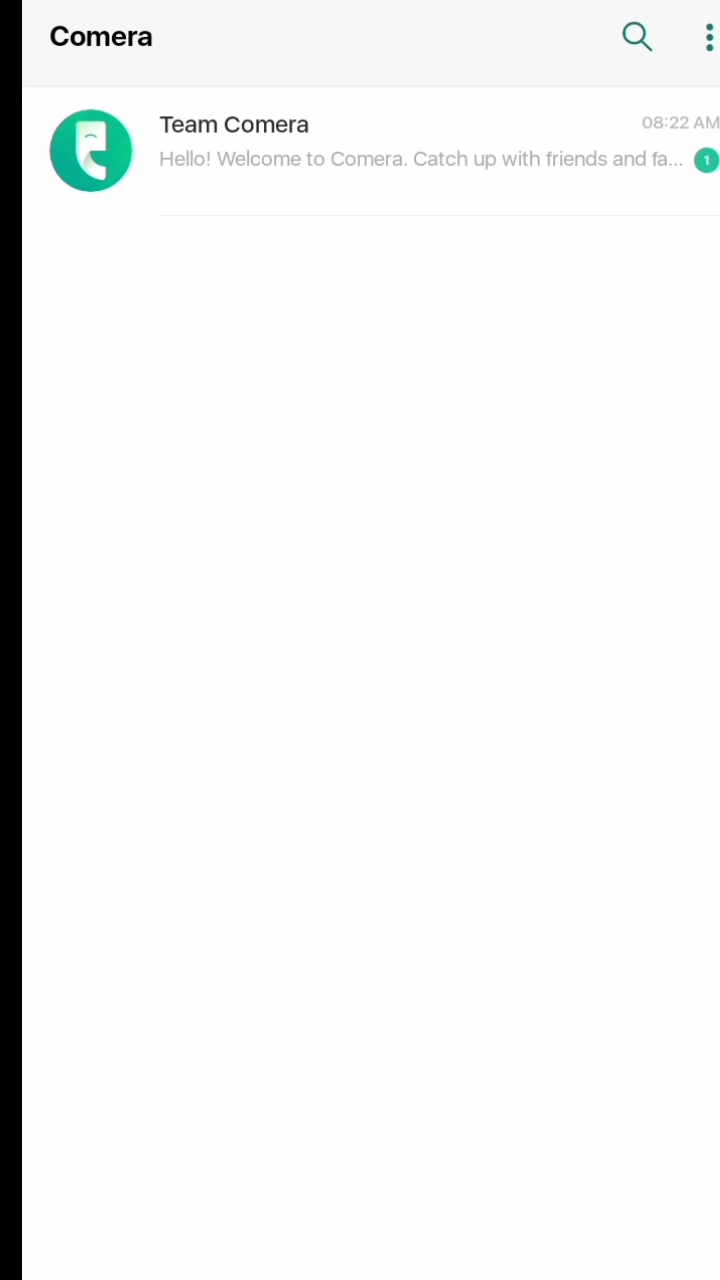 Comera
Team Comera
08:22 AM
Hello! Welcome to Comera. Catch up with friends and fa...
1